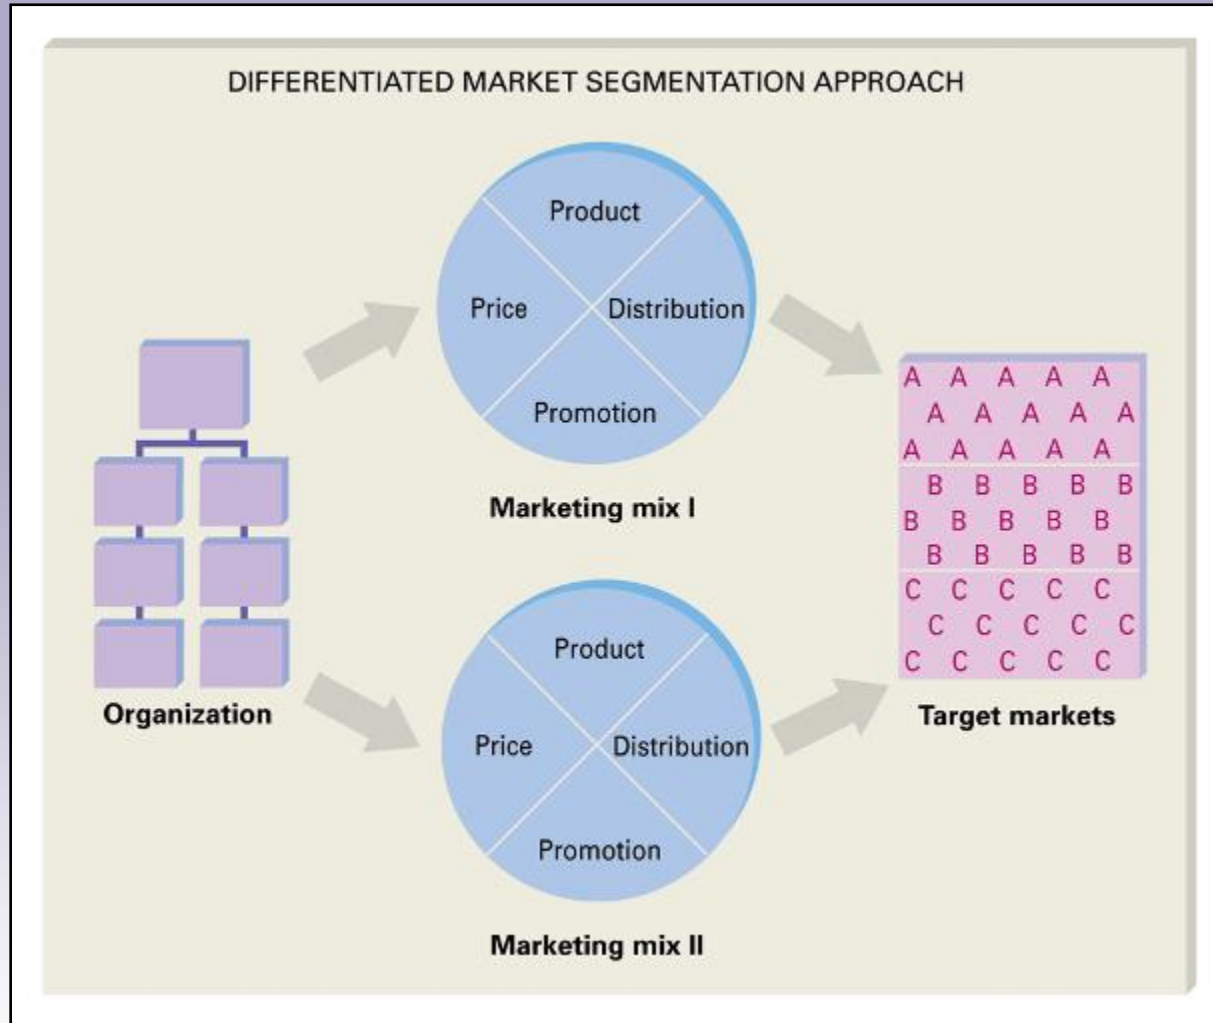 DIFFERENTIATED MARKET SEGMENTATION APPROACH
Product
Price
Distribution
Promotion
Marketing mix I
Organization
Product
Price
Distribution
Promotion
Marketing mix II
A A A A A
A A A A A
A A A A A
B B B B B
B B B B B
B B B B B
C C C C C
C C C C C
C C C C C
Target markets